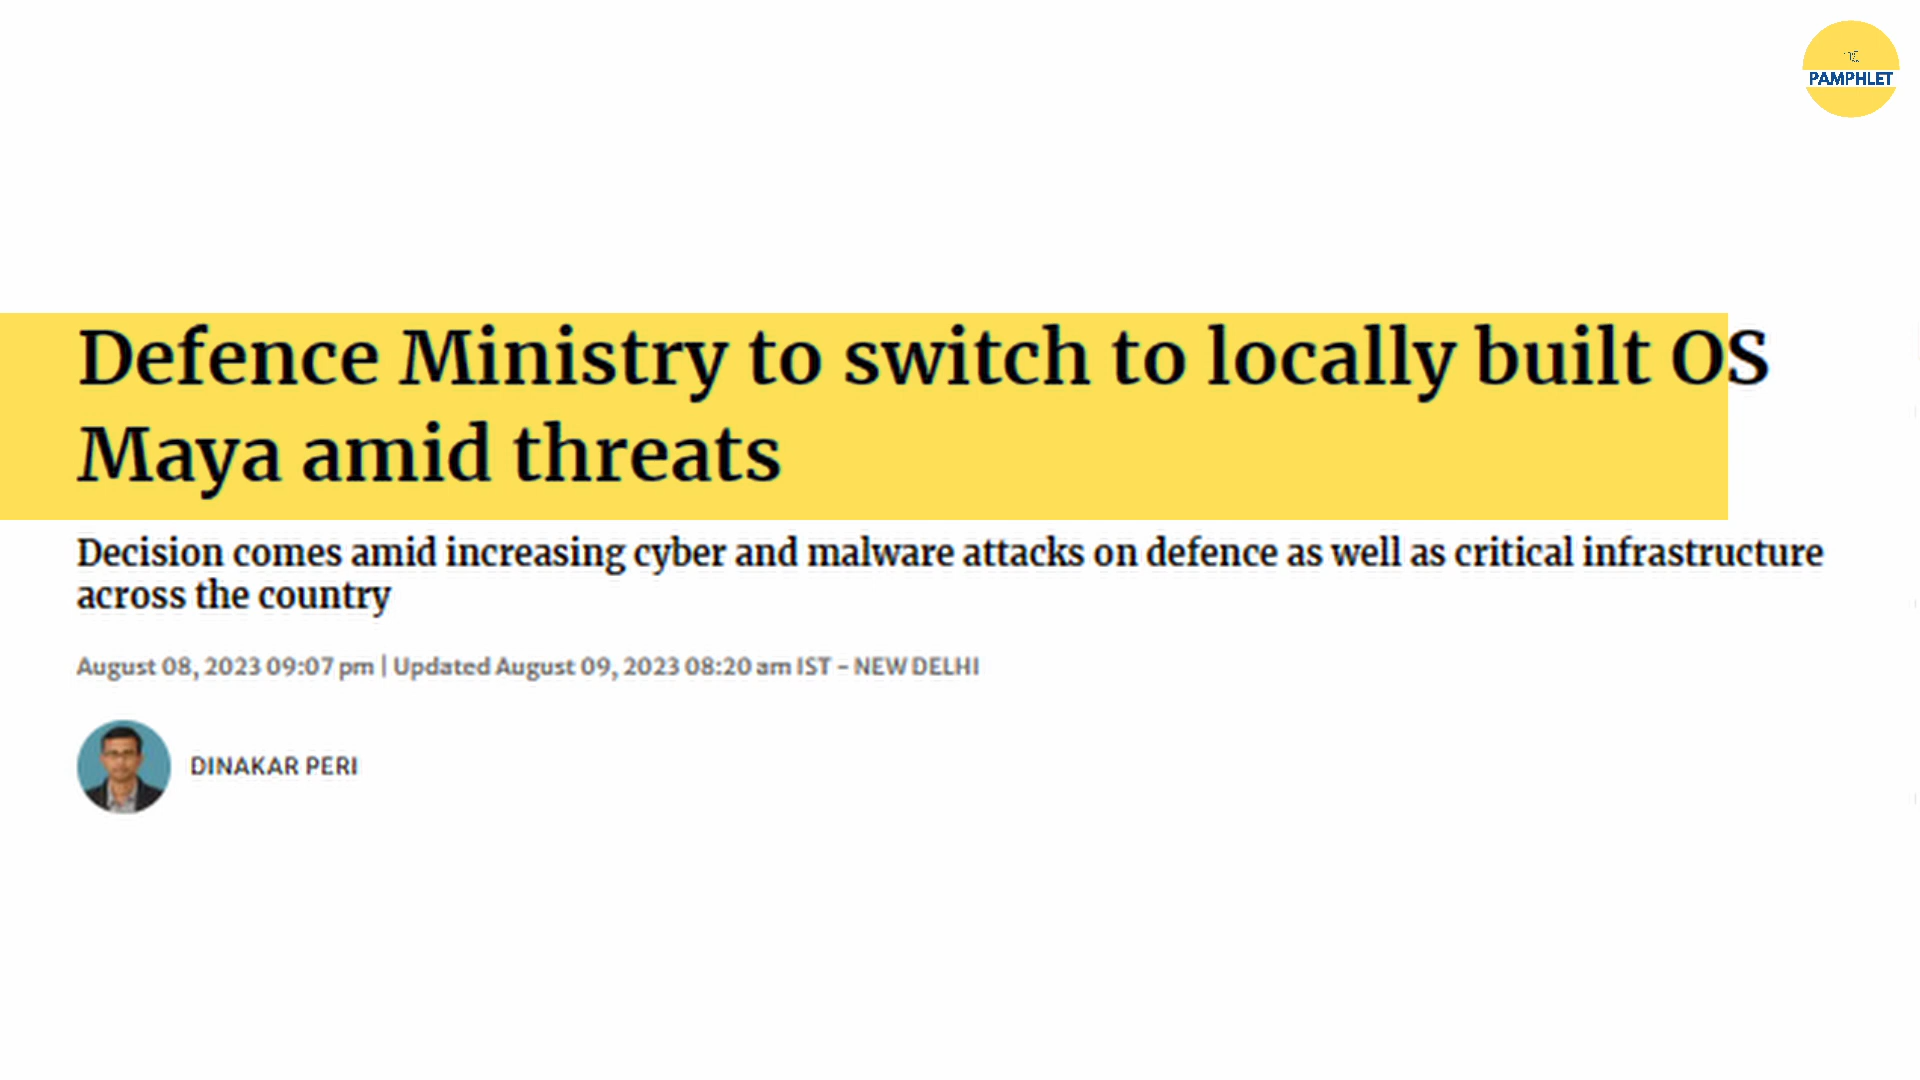 PAMPHLET
Defence Ministry to switch to locally built OS
Maya amid threats
Decision comes amid increasing cyber and malware attacks on defence as well as critical infrastructure
across the country
August 08, 2023 09:07 pm | Updated August 09, 2023 08:20 am IST - NEW DELHI
DINAKAR PERI